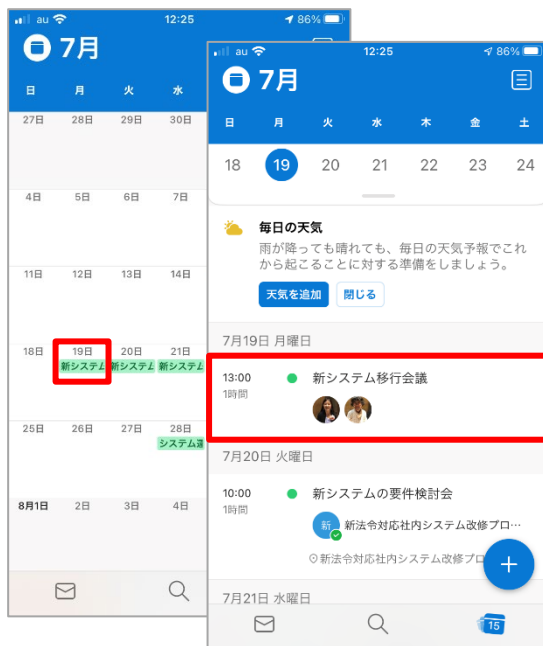 au 12:25 86%
7月
日 月 火 水
27日 28日 29日 30日
4日 5日 6日 7日
11日 12日 13日 14日
18日 19日 20日 21日
新システム 新システム 新システム
25日 26日 27日 28日
システム運
8月1日 2日 3日 4日
au 12:25 86%
7月
日 月 火 水 木 金 土
18 19 20 21 22 23 24
毎日の天気
雨が降っても晴れても、毎日の天気予報でこれ
から起こることに対する準備をしましょう。
天気を追加 閉じる
7月19日 月曜日
13:00 新システム移行会議
1時間
7月20日 火曜日
10:00 新システムの要件検討会
1時間
新 新法令対応社内システム改修プロ…
新法令対応社内システム改修プロ
7月21日 水曜日
15